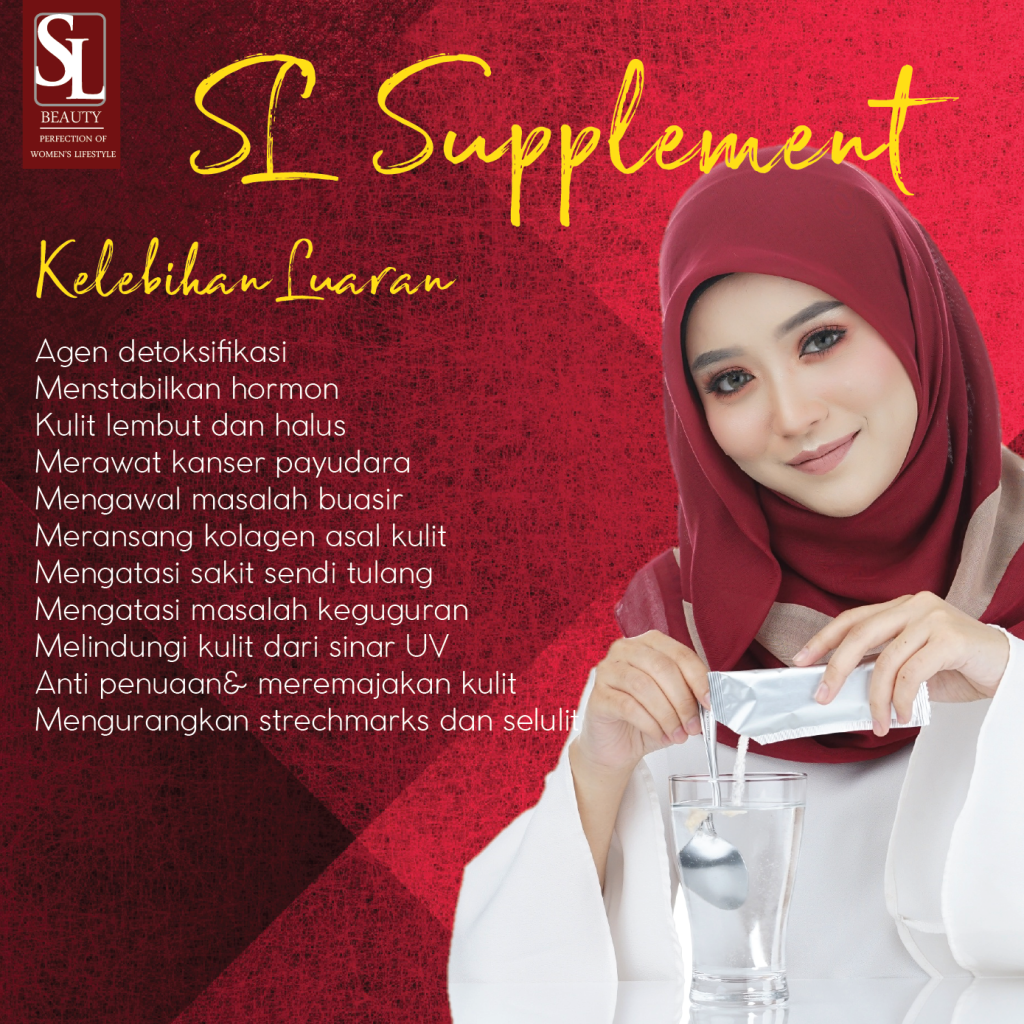 SL
BEAUTY
PERFECTION OF
WOMEN'S LIFESTYLE
SL Supplement
Kelebihan Luaran
Agen detoksifikasi
Menstabilkan hormon
Kulit lembut dan halus
Merawat kanser payudara
Mengawal masalah buasir
Meransang kolagen asal kulit
Mengatasi sakit sendi tulang
Mengatasi masalah keguguran
Melindungi kulit dari sinar UV
Anti penuaan& meremajakan kulit
Mengurangkan strechmarks dan selulit